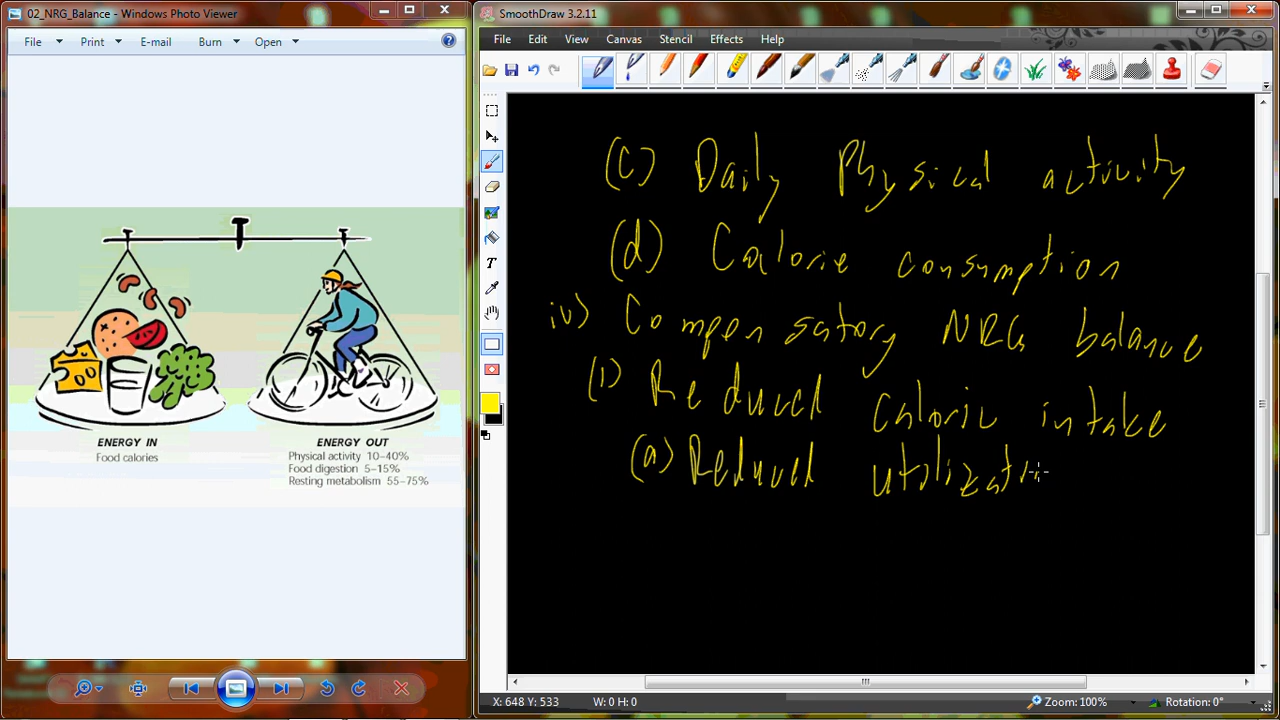 02_NRG_Balance - Windows Photo Viewer
File Print E-mail Burn Open
ENERGY IN
Food calories
ENERGY OUT
Physical activity 10–40%
Food digestion 5–15%
Resting metabolism 55–75%
SmoothDraw 3.2.11
File Edit View Canvas Stencil Effects Help
(c) Daily Physical activity
(d) Calorie consumption
iv) Compensatory NRG balance
(1) Reduced caloric intake
(a) Reduced utilizati
X: 648 Y: 533 W: 0 H: 0 Zoom: 100% Rotation: 0°